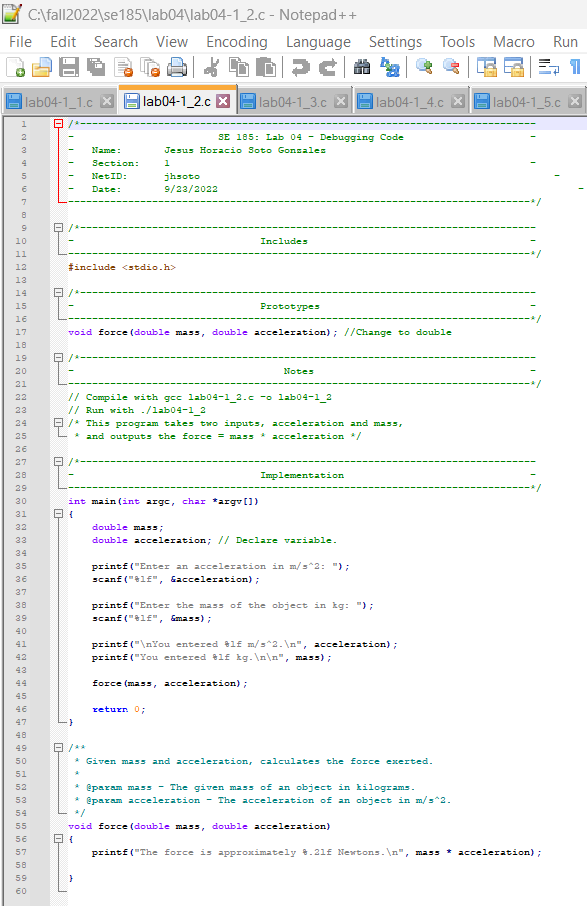 C:\fall2022\se185\lab04\lab04-1_2.c - Notepad++
File Edit Search View Encoding Language Settings Tools Macro Run
lab04-1_1.c lab04-1_2.c lab04-1_3.c lab04-1_4.c lab04-1_5.c
1 /*-----------------------------------------------------------------------------
2 - SE 185: Lab 04 - Debugging Code -
3 - Name: Jesus Horacio Soto Gonzalez
4 - Section: 1 -
5 - NetID: jhsoto -
6 - Date: 9/23/2022 -
7 -----------------------------------------------------------------------------*/
8
9 /*-----------------------------------------------------------------------------
10 - Includes -
11 -----------------------------------------------------------------------------*/
12 #include <stdio.h>
13
14 /*-----------------------------------------------------------------------------
15 - Prototypes -
16 -----------------------------------------------------------------------------*/
17 void force(double mass, double acceleration); //Change to double
18
19 /*-----------------------------------------------------------------------------
20 - Notes -
21 -----------------------------------------------------------------------------*/
22 // Compile with gcc lab04-1_2.c -o lab04-1_2
23 // Run with ./lab04-1_2
24 /* This program takes two inputs, acceleration and mass,
25 * and outputs the force = mass * acceleration */
26
27 /*-----------------------------------------------------------------------------
28 - Implementation -
29 -----------------------------------------------------------------------------*/
30 int main(int argc, char *argv[])
31 {
32 double mass;
33 double acceleration; // Declare variable.
34
35 printf("Enter an acceleration in m/s^2: ");
36 scanf("%lf", &acceleration);
37
38 printf("Enter the mass of the object in kg: ");
39 scanf("%lf", &mass);
40
41 printf("\nYou entered %lf m/s^2.\n", acceleration);
42 printf("You entered %lf kg.\n\n", mass);
43
44 force(mass, acceleration);
45
46 return 0;
47 }
48
49 /**
50 * Given mass and acceleration, calculates the force exerted.
51 *
52 * @param mass - The given mass of an object in kilograms.
53 * @param acceleration - The acceleration of an object in m/s^2.
54 */
55 void force(double mass, double acceleration)
56 {
57 printf("The force is approximately %.2lf Newtons.\n", mass * acceleration);
58
59 }
60